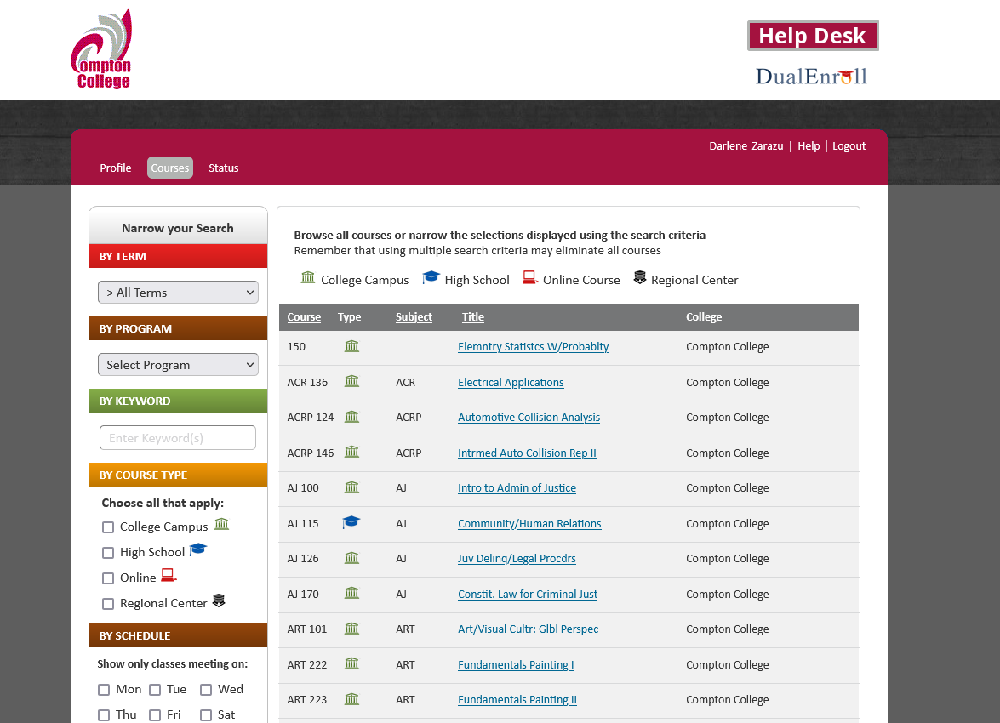 ompton
College
Help Desk
DualEnroll
Darlene Zarazu | Help | Logout
Profile Courses Status
Narrow your Search
BY TERM
> All Terms
BY PROGRAM
Select Program
BY KEYWORD
Enter Keyword(s)
BY COURSE TYPE
Choose all that apply:
College Campus
High School
Online
Regional Center
BY SCHEDULE
Show only classes meeting on:
Mon Tue Wed
Thu Fri Sat
Browse all courses or narrow the selections displayed using the search criteria
Remember that using multiple search criteria may eliminate all courses
College Campus High School Online Course Regional Center
Course Type Subject Title College
150 Elemntry Statistcs W/Probablty Compton College
ACR 136 ACR Electrical Applications Compton College
ACRP 124 ACRP Automotive Collision Analysis Compton College
ACRP 146 ACRP Intrmed Auto Collision Rep II Compton College
AJ 100 AJ Intro to Admin of Justice Compton College
AJ 115 AJ Community/Human Relations Compton College
AJ 126 AJ Juv Delinq/Legal Procdrs Compton College
AJ 170 AJ Constit. Law for Criminal Just Compton College
ART 101 ART Art/Visual Cultr: Glbl Perspec Compton College
ART 222 ART Fundamentals Painting I Compton College
ART 223 ART Fundamentals Painting II Compton College